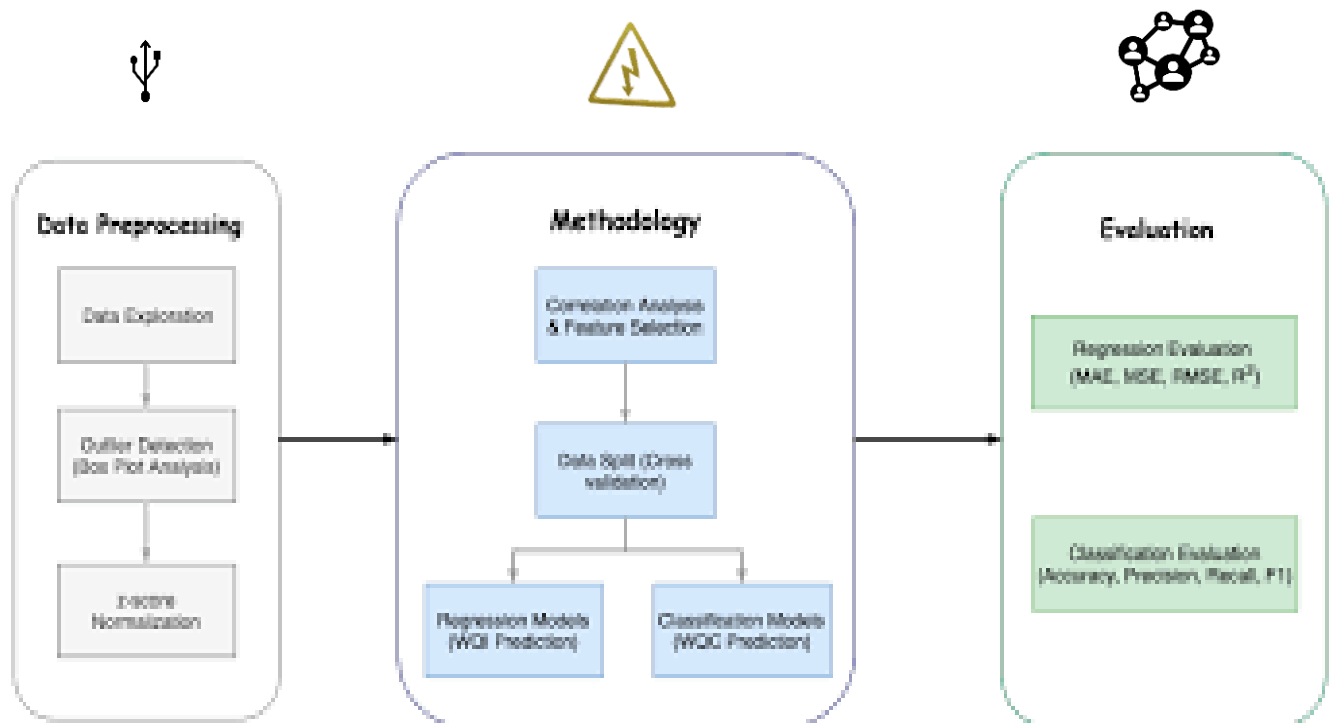 Data Preprocessing
Data Exploration
Outlier Detection
(Box Plot Analysis)
z-score
Normalization
Methodology
Correlation Analysis
& Feature Selection
Data Split (Cross
validation)
Regression Models
(WQI Prediction)
Classification Models
(WQC Prediction)
Evaluation
Regression Evaluation
(MAE, MSE, RMSE, R²)
Classification Evaluation
(Accuracy, Precision, Recall, F1)